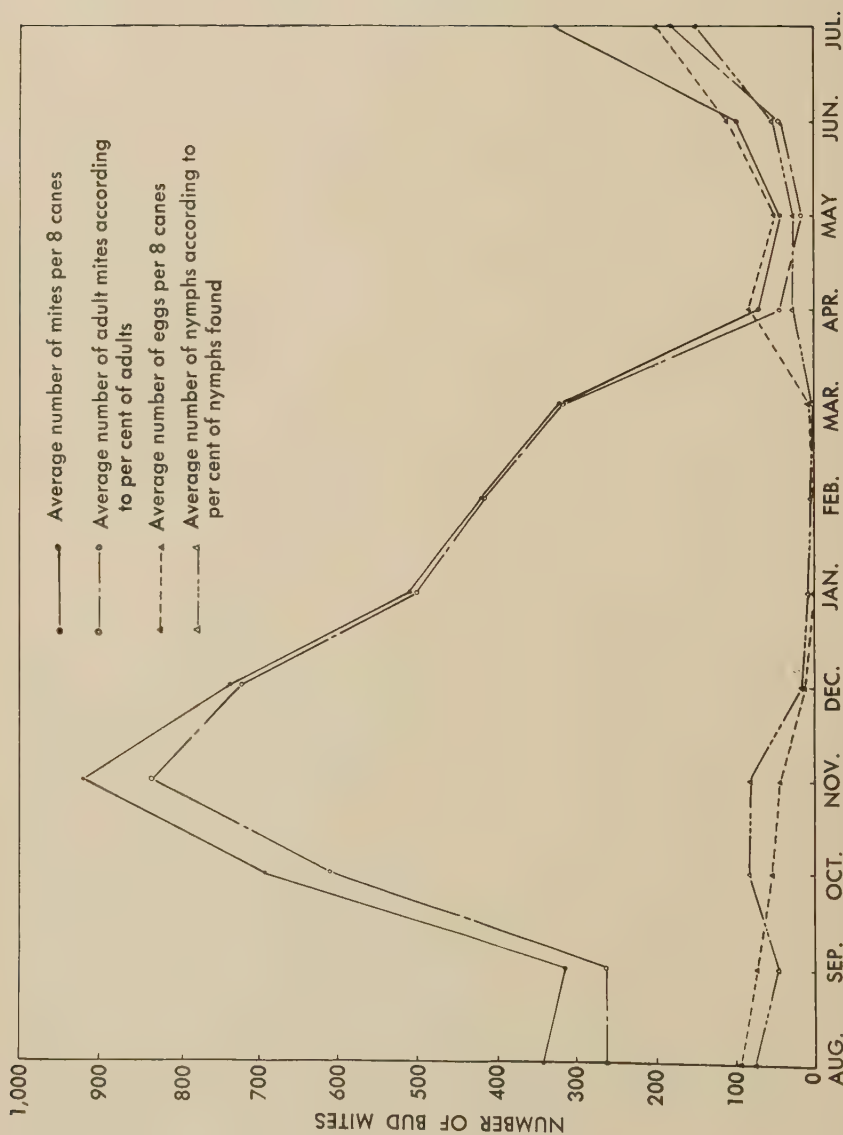 1,000
900
800
700
600
500
400
300
200
100
0
NUMBER OF BUD MITES
Average number of mites per 8 canes
Average number of adult mites according
to per cent of adults
Average number of eggs per 8 canes
Average number of nymphs according to
per cent of nymphs found
AUG. SEP. OCT. NOV. DEC. JAN. FEB. MAR. APR. MAY JUN. JUL.